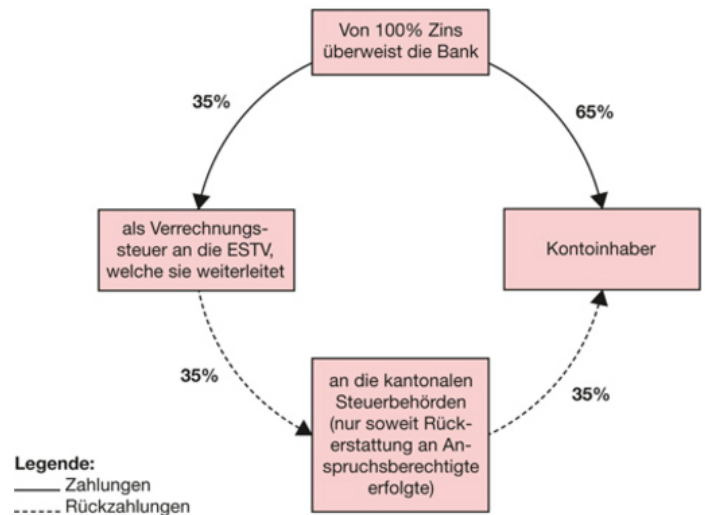 Von 100% Zins
überweist die Bank
35%
65%
als Verrechnungs-
steuer an die ESTV,
welche sie weiterleitet
Kontoinhaber
35%
an die kantonalen
Steuerbehörden
(nur soweit Rück-
erstattung an An-
spruchsberechtigte
erfolgte)
35%
Legende:
Zahlungen
Rückzahlungen